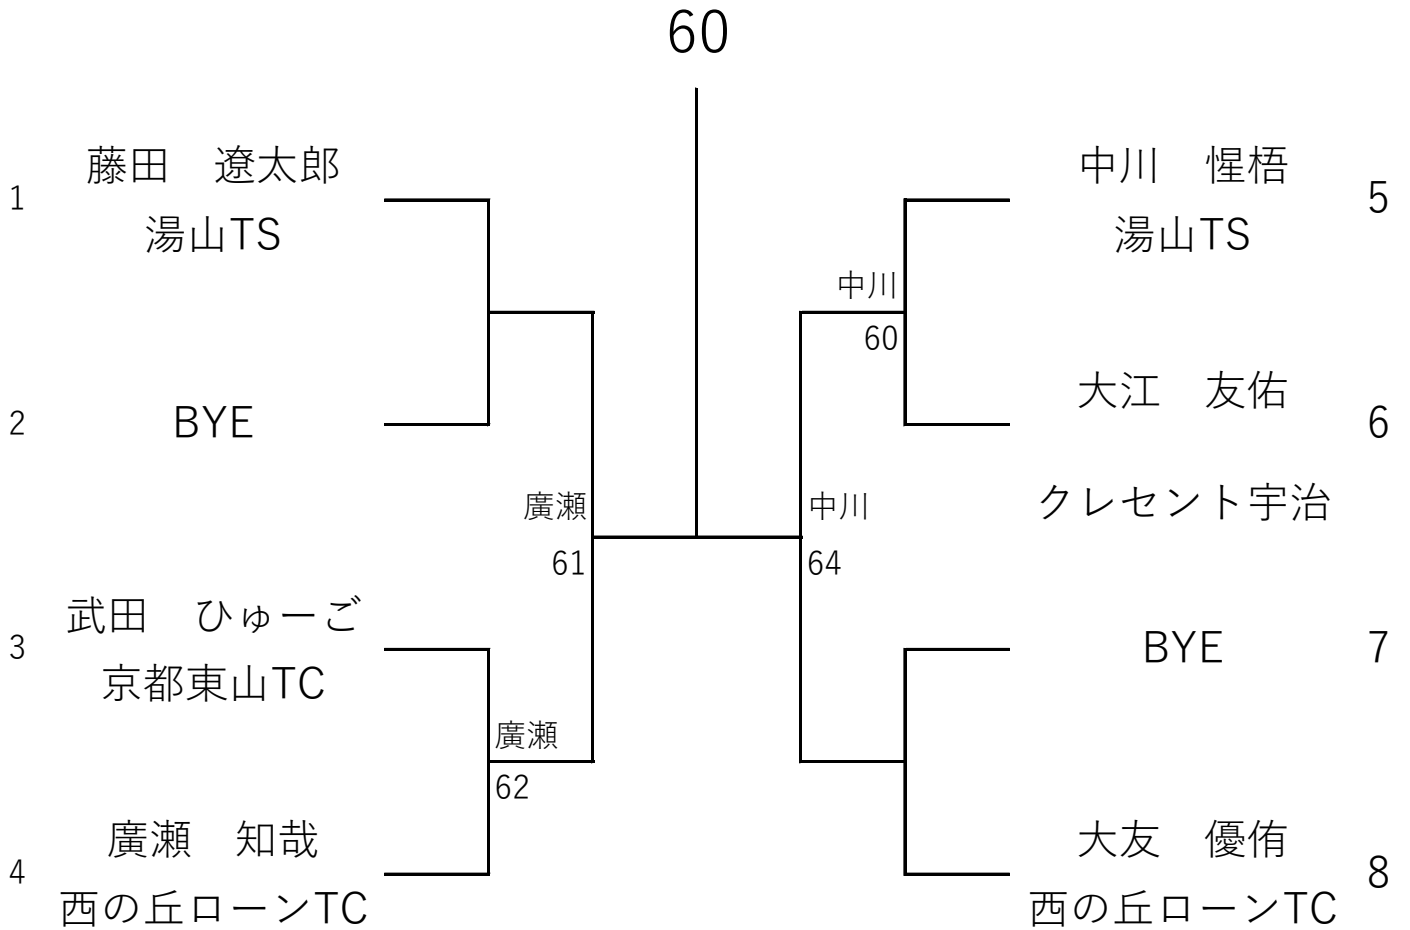 60
1
藤田　遼太郎
湯山TS
2
BYE
3
武田　ひゅーご
京都東山TC
4
廣瀬　知哉
西の丘ローンTC
廣瀬
62
廣瀬
61
中川
64
中川
60
中川　惺梧
湯山TS
5
大江　友佑
クレセント宇治
6
BYE
7
大友　優侑
西の丘ローンTC
8